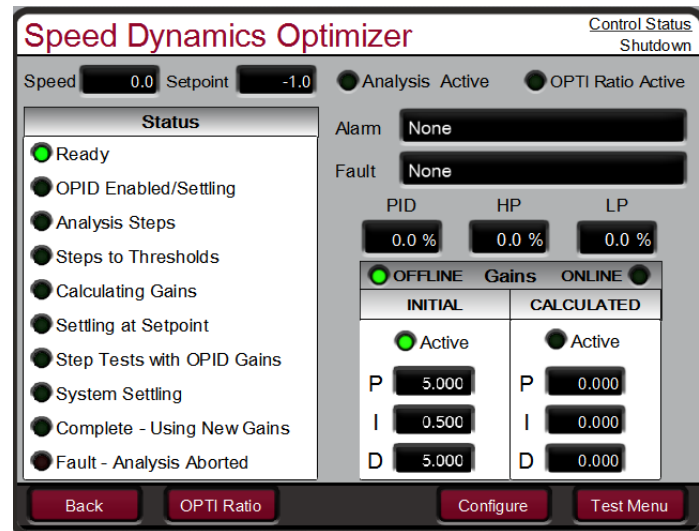 Speed Dynamics Optimizer
Control Status
Shutdown
Speed 0.0 Setpoint -1.0 Analysis Active OPTI Ratio Active
Status
Ready
OPID Enabled/Settling
Analysis Steps
Steps to Thresholds
Calculating Gains
Settling at Setpoint
Step Tests with OPID Gains
System Settling
Complete - Using New Gains
Fault - Analysis Aborted
Alarm None
Fault None
PID HP LP
0.0 % 0.0 % 0.0 %
OFFLINE Gains ONLINE
INITIAL CALCULATED
Active Active
P 5.000 P 0.000
I 0.500 I 0.000
D 5.000 D 0.000
Back OPTI Ratio Configure Test Menu